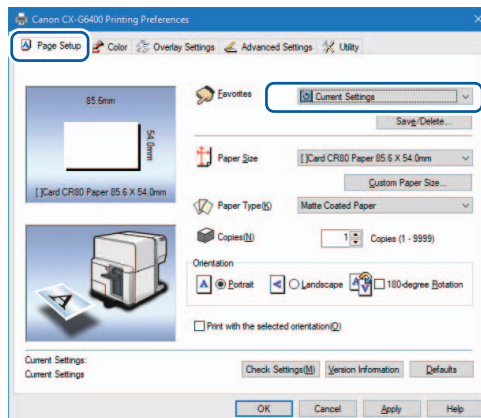 Canon CX-G6400 Printing Preferences
Page Setup Color Overlay Settings Advanced Settings Utility
85.6mm
54.0mm
[ ]Card CR80 Paper 85.6 X 54.0mm
Favorites Current Settings
Save/Delete...
Paper Size [ ]Card CR80 Paper 85.6 X 54.0mm
Custom Paper Size...
Paper Type(K) Matte Coated Paper
Copies(N) 1 Copies (1 - 9999)
Orientation
A Portrait A Landscape A A 180-degree Rotation
Print with the selected orientation(O)
A
Current Settings:
Current Settings
Check Settings(M) Version Information Defaults
OK Cancel Apply Help